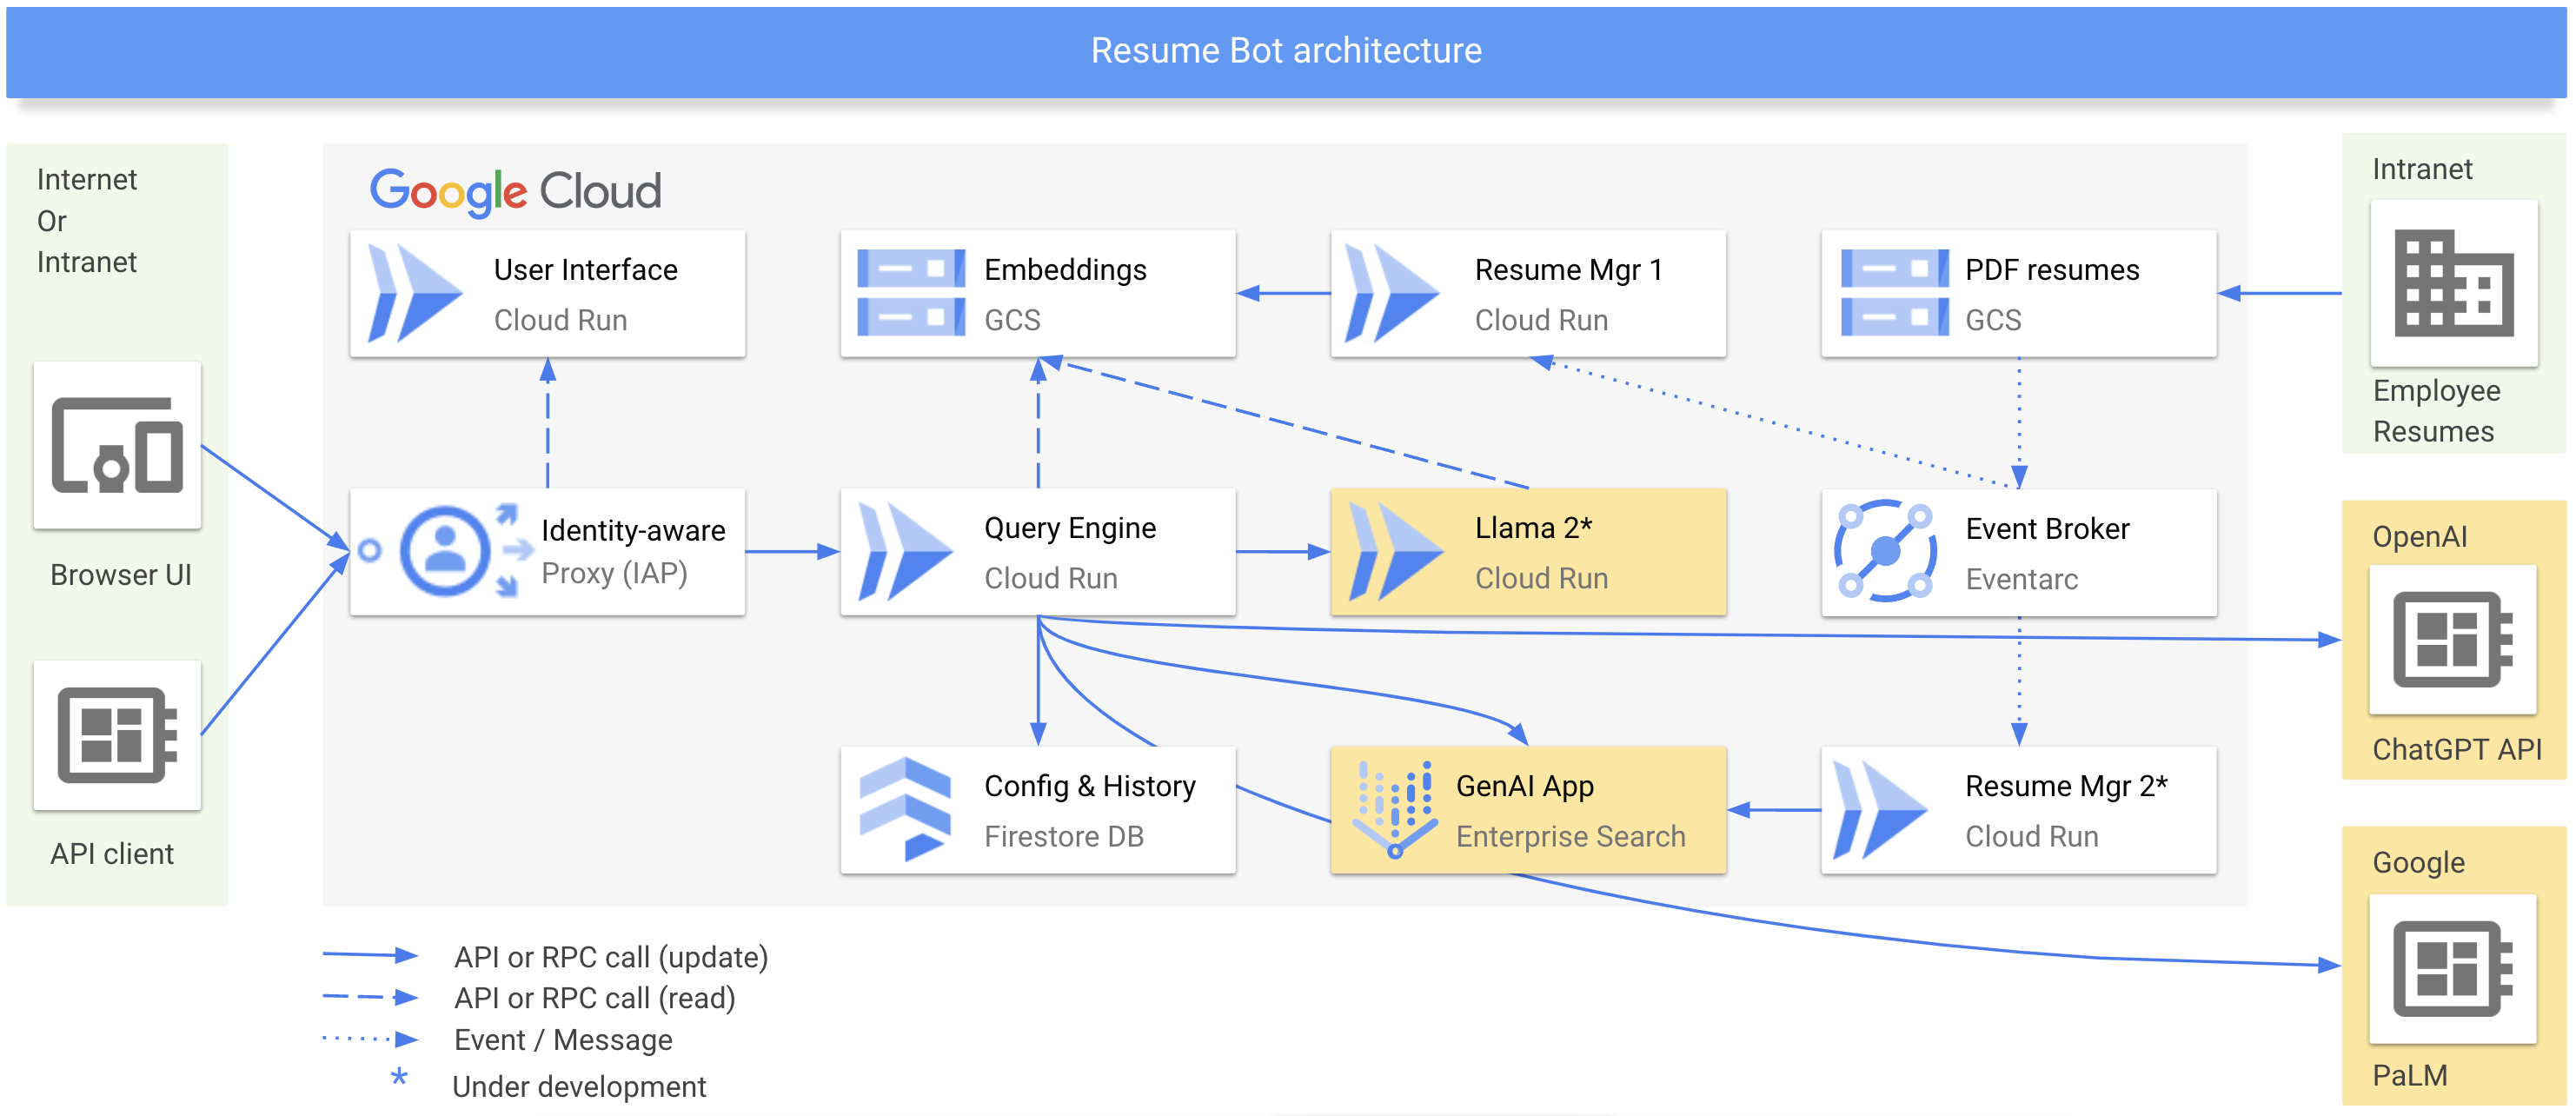 Resume Bot architecture
Internet
Or
Intranet
Browser UI
API client
Google Cloud
User Interface
Cloud Run
Embeddings
GCS
Resume Mgr 1
Cloud Run
PDF resumes
GCS
Identity-aware
Proxy (IAP)
Query Engine
Cloud Run
Llama 2*
Cloud Run
Event Broker
Eventarc
Config & History
Firestore DB
GenAI App
Enterprise Search
Resume Mgr 2*
Cloud Run
Intranet
Employee
Resumes
OpenAI
ChatGPT API
Google
PaLM
API or RPC call (update)
API or RPC call (read)
Event / Message
* Under development